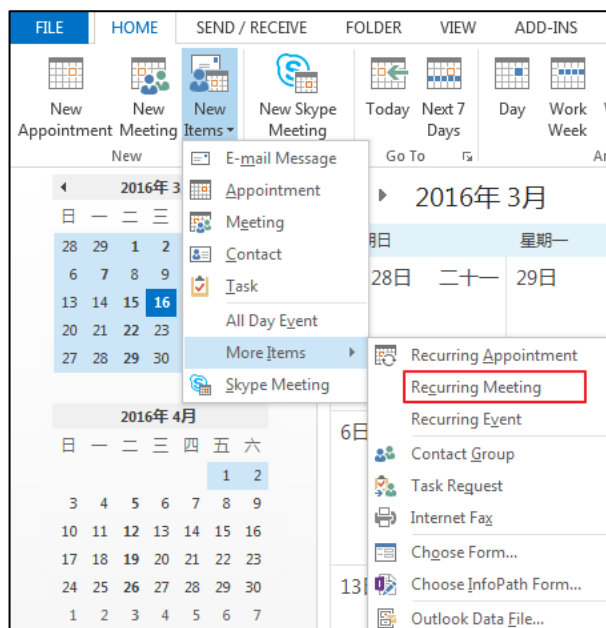 FILE HOME SEND / RECEIVE FOLDER VIEW ADD-INS
New Appointment
New Meeting
New Items
New Skype Meeting
Today
Next 7 Days
Day
Work Week
New
Go To
E-mail Message
Appointment
Meeting
Contact
Task
All Day Event
More Items
Skype Meeting
Recurring Appointment
Recurring Meeting
Recurring Event
Contact Group
Task Request
Internet Fax
Choose Form...
Choose InfoPath Form...
Outlook Data File...
2016年 3
日 一 二 三
28 29 1 2
6 7 8 9
13 14 15 16
20 21 22 23
27 28 29 30
2016年 4月
日 一 二 三 四 五 六
1 2
3 4 5 6 7 8 9
10 11 12 13 14 15 16
17 18 19 20 21 22 23
24 25 26 27 28 29 30
1 2 3 4 5 6 7
2016年 3月
期日 星期一
28日 二十一 29日
6日
13